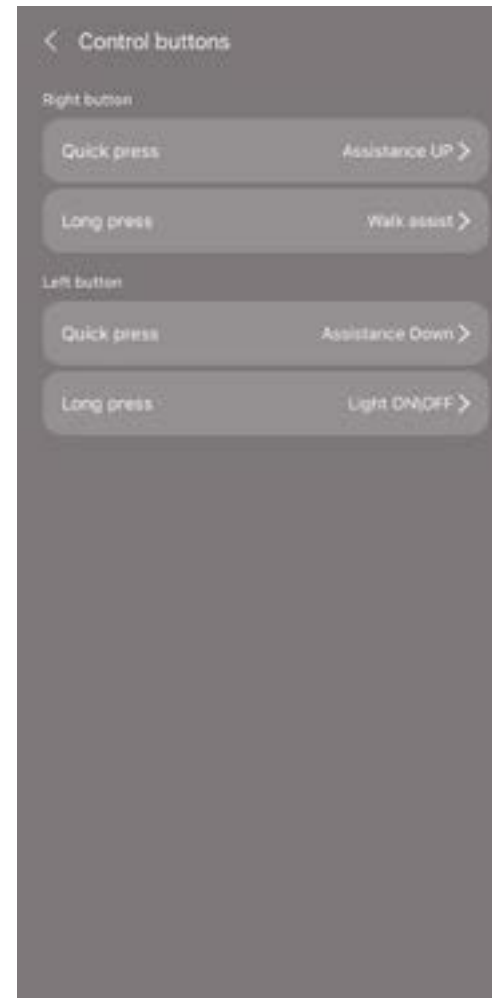 Control buttons
Right button
Quick press Assistance UP
Long press Walk assist
Left button
Quick press Assistance Down
Long press Light ON\OFF